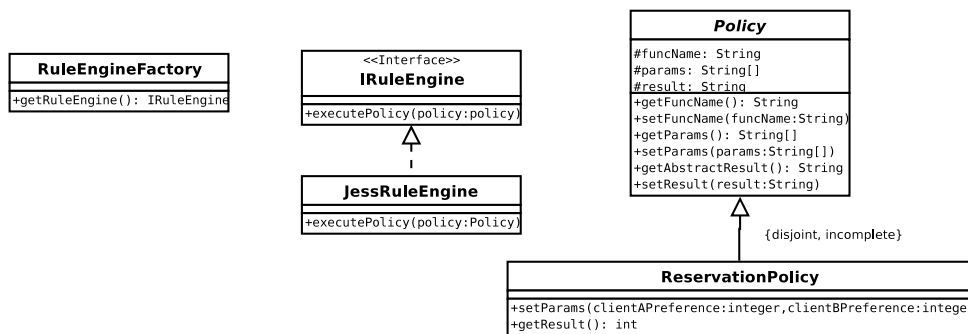 RuleEngineFactory
+getRuleEngine(): IRuleEngine
<<Interface>>
IRuleEngine
+executePolicy(policy:policy)
JessRuleEngine
+executePolicy(policy:Policy)
Policy
#funcName: String
#params: String[]
#result: String
+getFuncName(): String
+setFuncName(funcName:String)
+getParams(): String[]
+setParams(params:String[])
+getAbstractResult(): String
+setResult(result:String)
{disjoint, incomplete}
ReservationPolicy
+setParams(clientAPreference:integer,clientBPreference:intege
+getResult(): int